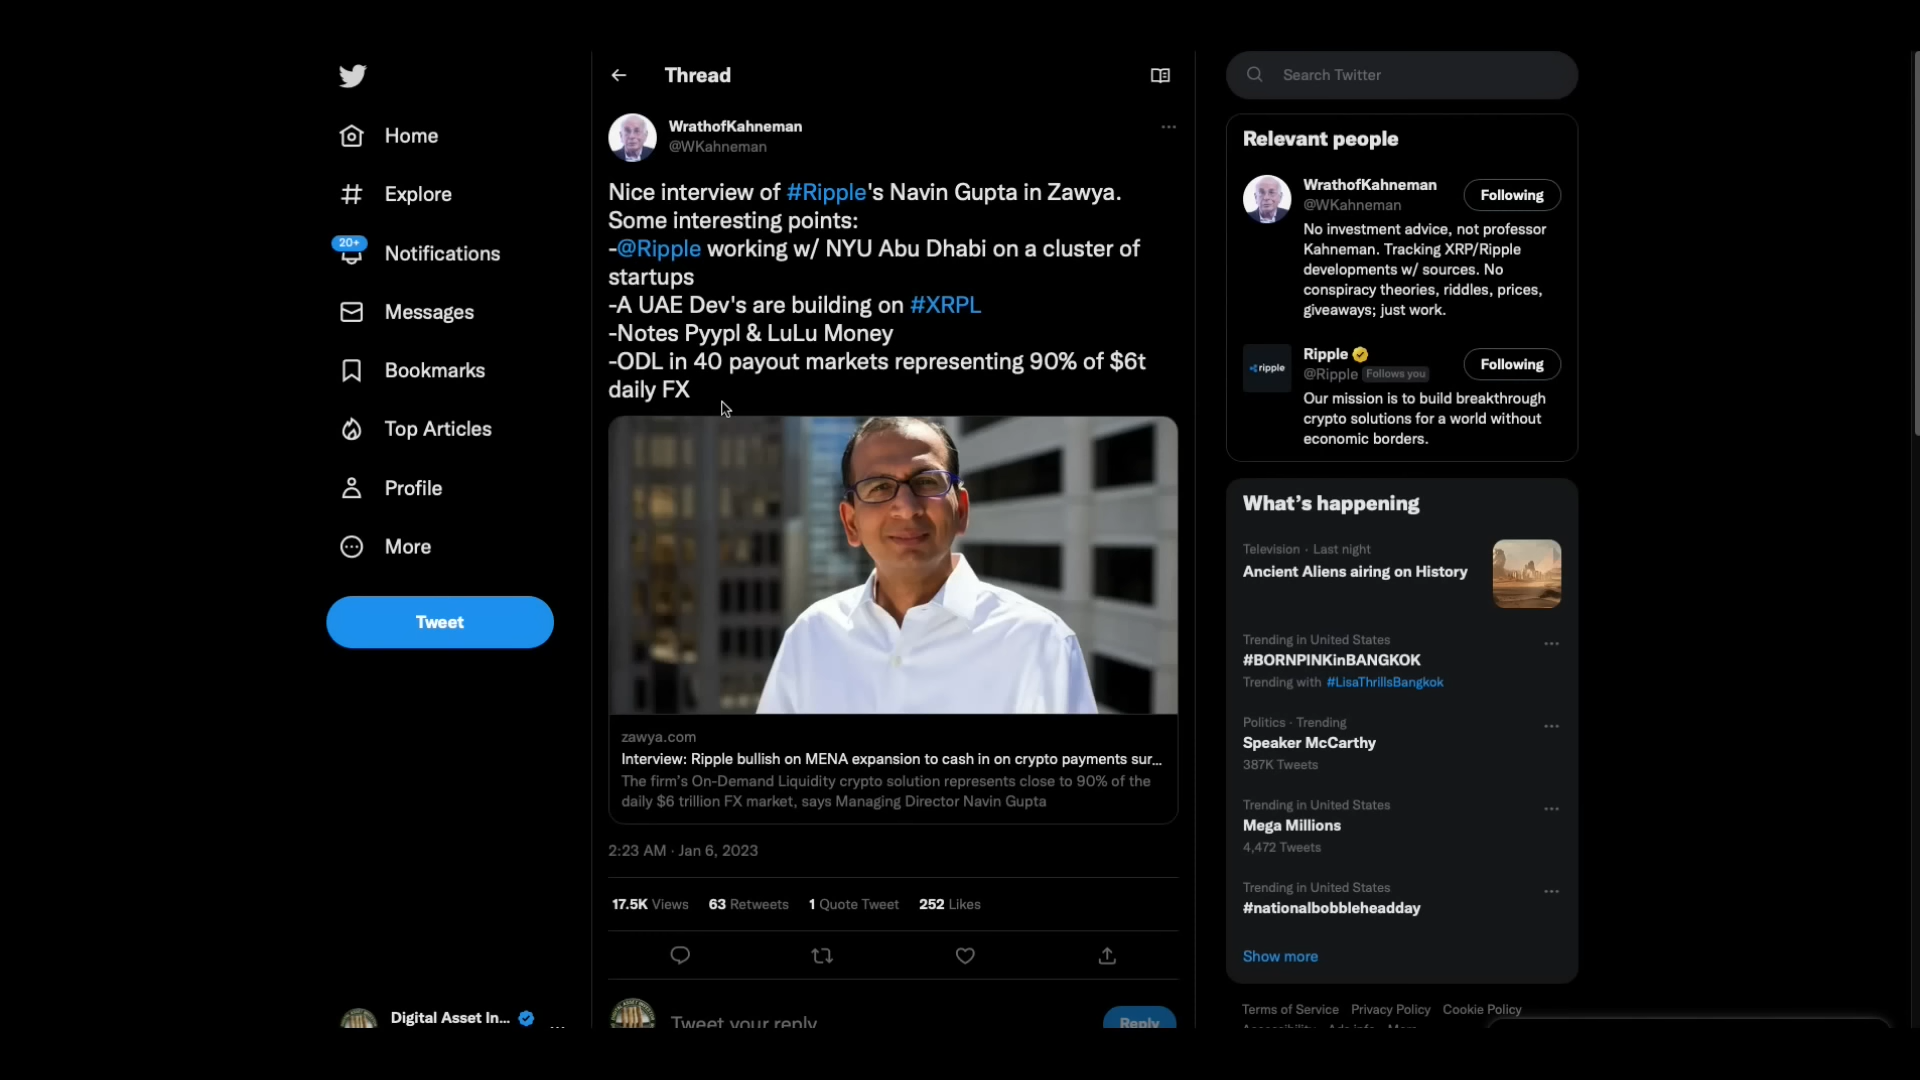 Home
Explore
20+
Notifications
Messages
Bookmarks
Top Articles
Profile
More
Tweet
Digital Asset In...
Thread
WrathofKahneman
@WKahneman
Nice interview of #Ripple's Navin Gupta in Zawya.
Some interesting points:
-@Ripple working w/ NYU Abu Dhabi on a cluster of
startups
-A UAE Dev's are building on #XRPL
-Notes Pyypl & LuLu Money
-ODL in 40 payout markets representing 90% of $6t
daily FX
zawya.com
Interview: Ripple bullish on MENA expansion to cash in on crypto payments sur...
The firm's On-Demand Liquidity crypto solution represents close to 90% of the
daily $6 trillion FX market, says Managing Director Navin Gupta
2:23 AM · Jan 6, 2023
17.5K Views 63 Retweets 1 Quote Tweet 252 Likes
Tweet your reply
Reply
Search Twitter
Relevant people
WrathofKahneman
@WKahneman
Following
No investment advice, not professor
Kahneman. Tracking XRP/Ripple
developments w/ sources. No
conspiracy theories, riddles, prices,
giveaways; just work.
ripple
Ripple
@Ripple Follows you
Following
Our mission is to build breakthrough
crypto solutions for a world without
economic borders.
What's happening
Television · Last night
Ancient Aliens airing on History
Trending in United States
#BORNPINKinBANGKOK
Trending with #LisaThrillsBangkok
Politics · Trending
Speaker McCarthy
387K Tweets
Trending in United States
Mega Millions
4,472 Tweets
Trending in United States
#nationalbobbleheadday
Show more
Terms of Service Privacy Policy Cookie Policy